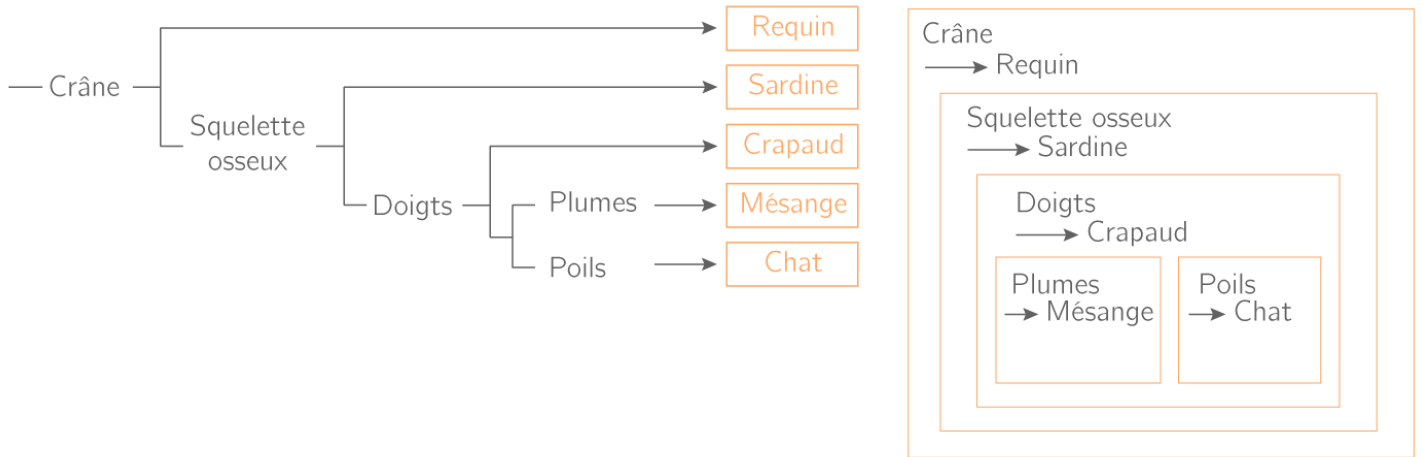 Requin
Crâne
Sardine
Squelette
osseux
Crapaud
Doigts
Plumes
Mésange
Poils
Chat
Crâne
Requin
Squelette osseux
Sardine
Doigts
Crapaud
Plumes
Mésange
Poils
Chat